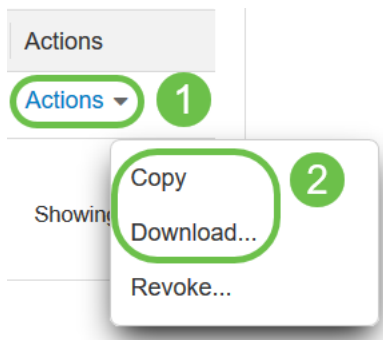 Actions
Actions
1
Copy
2
Showing
Download...
Revoke...